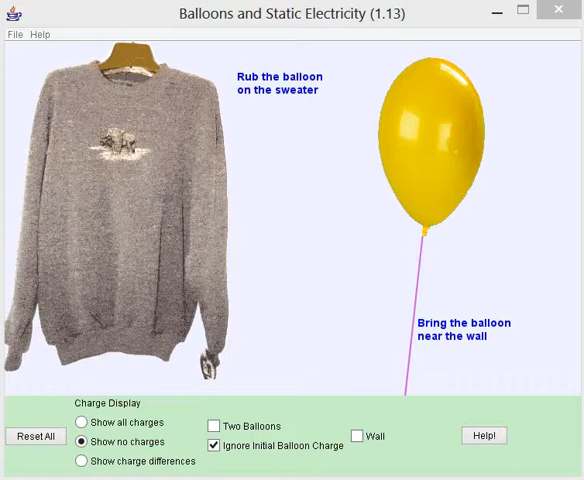 Balloons and Static Electricity (1.13)
File Help
Rub the balloon
on the sweater
Bring the balloon
near the wall
Charge Display
Show all charges
Show no charges
Show charge differences
Reset All
Two Balloons
Ignore Initial Balloon Charge
Wall
Help!